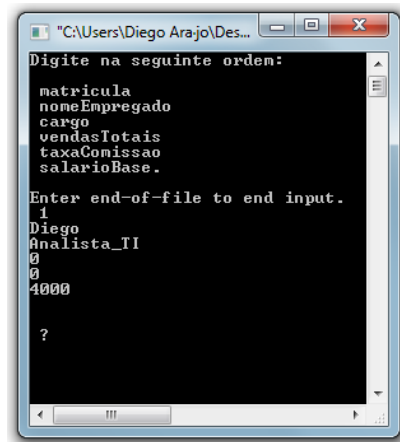 "C:\Users\Diego Ara-jo\Des...
Digite na seguinte ordem:
matricula
nomeEmpregado
cargo
vendasTotais
taxaComissao
salarioBase.
Enter end-of-file to end input.
1
Diego
Analista_TI
0
0
4000
?